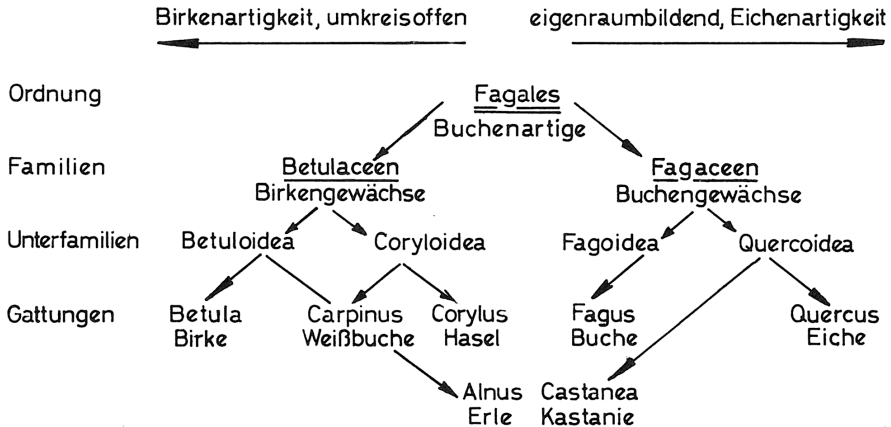 Birkenartigkeit, umkreisoffen eigenraumbildend, Eichenartigkeit
Ordnung Fagales
Buchenartige
Familien Betulaceen Fagaceen
Birkengewächse Buchengewächse
Unterfamilien Betuloidea Coryloidea Fagoidea Quercoidea
Gattungen Betula Carpinus Corylus Fagus Quercus
Birke Weißbuche Hasel Buche Eiche
Alnus Castanea
Erle Kastanie